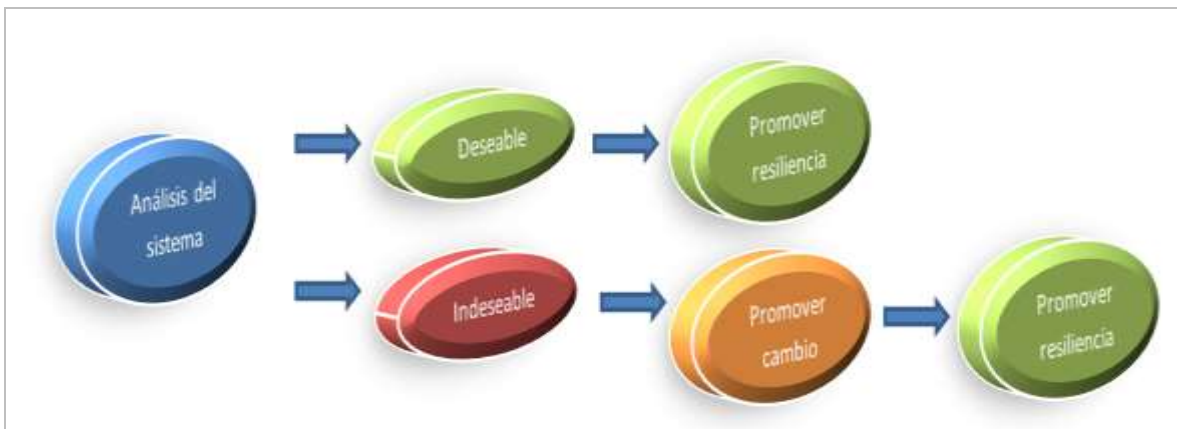 Análisis del
sistema
Deseable
Promover
resiliencia
Indeseable
Promover
cambio
Promover
resiliencia